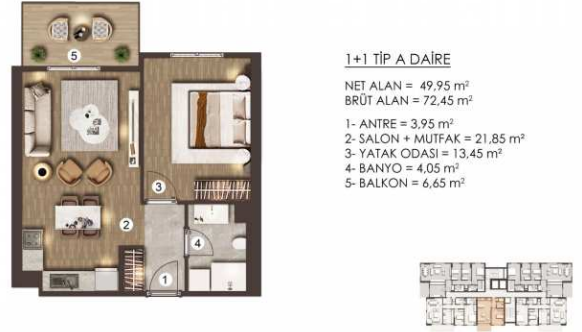 1+1 TİP A DAİRE
NET ALAN = 49,95 m²
BRÜT ALAN = 72,45 m²
1- ANTRE = 3,95 m²
2- SALON + MUTFAK = 21,85 m²
3- YATAK ODASI = 13,45 m²
4- BANYO = 4,05 m²
5- BALKON = 6,65 m²
5
3
2
4
1